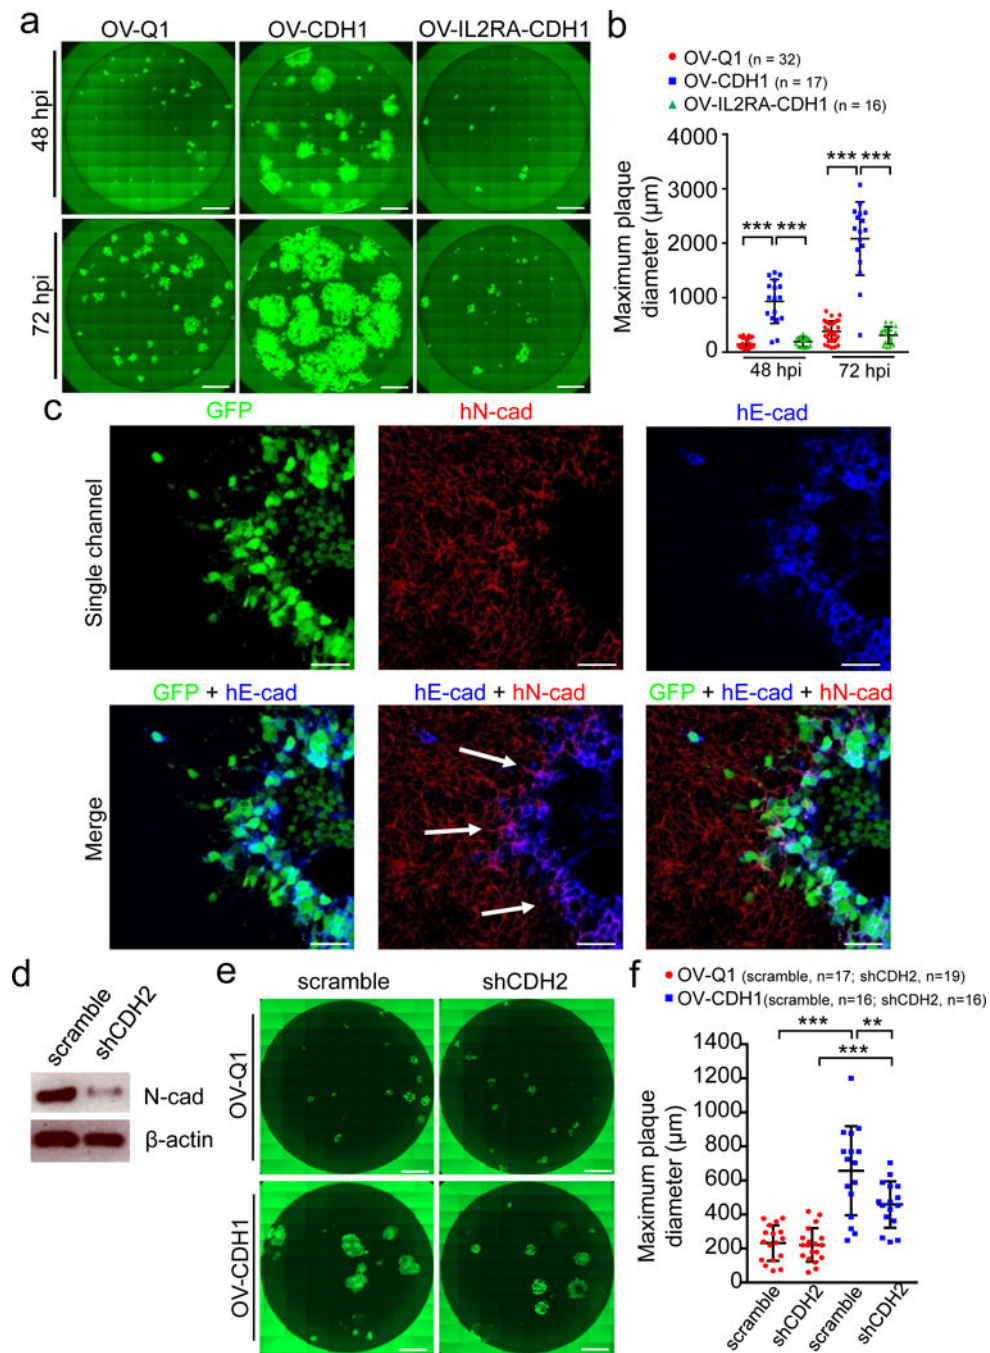 a
OV-Q1 OV-CDH1 OV-IL2RA-CDH1
48 hpi
72 hpi
b
OV-Q1 (n = 32)
OV-CDH1 (n = 17)
OV-IL2RA-CDH1 (n = 16)
Maximum plaque
diameter (μm)
4000
3000
2000
1000
0
*** *** *** ***
48 hpi 72 hpi
c
GFP hN-cad hE-cad
Single channel
GFP + hE-cad hE-cad + hN-cad GFP + hE-cad + hN-cad
Merge
d
scramble shCDH2
N-cad
β-actin
e
scramble shCDH2
OV-Q1
OV-CDH1
f
OV-Q1 (scramble, n=17; shCDH2, n=19)
OV-CDH1(scramble, n=16; shCDH2, n=16)
Maximum plaque
diameter (μm)
*** **
***
1400
1200
1000
800
600
400
200
0
scramble shCDH2 scramble shCDH2